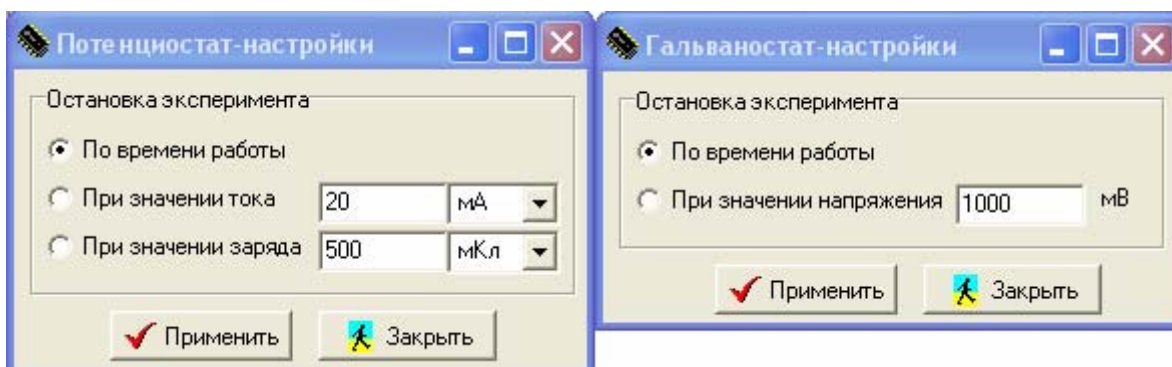 Потенциостат-настройки
Остановка эксперимента
По времени работы
При значении тока 20 мА
При значении заряда 500 мКл
Применить Закрыть
Гальваностат-настройки
Остановка эксперимента
По времени работы
При значении напряжения 1000 мВ
Применить Закрыть